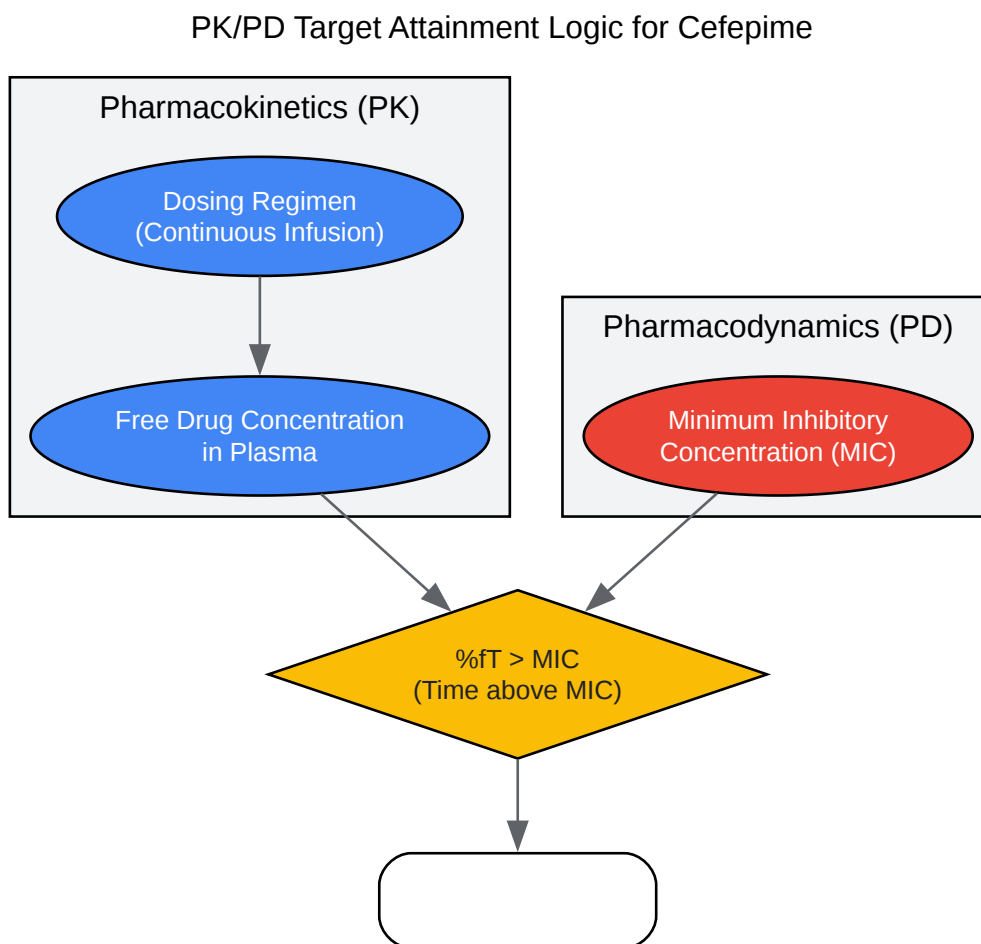 PK/PD Target Attainment Logic for Cefepime
Pharmacokinetics (PK)
Dosing Regimen
(Continuous Infusion)
Free Drug Concentration
in Plasma
Pharmacodynamics (PD)
Minimum Inhibitory
Concentration (MIC)
%fT > MIC
(Time above MIC)